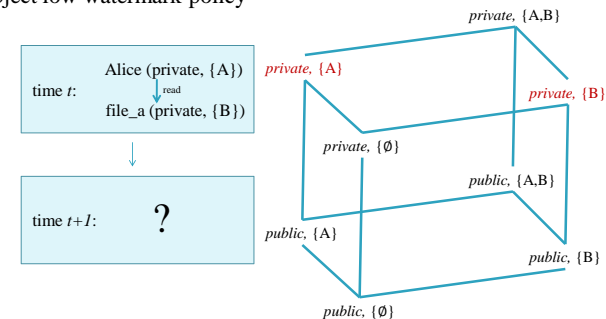 low watermark policy
time t:
Alice (private, {A})
read
file_a (private, {B})
time t+1:
?
private, {A,B}
private, {A}
private, {B}
private, {∅}
public, {A,B}
public, {A}
public, {B}
public, {∅}